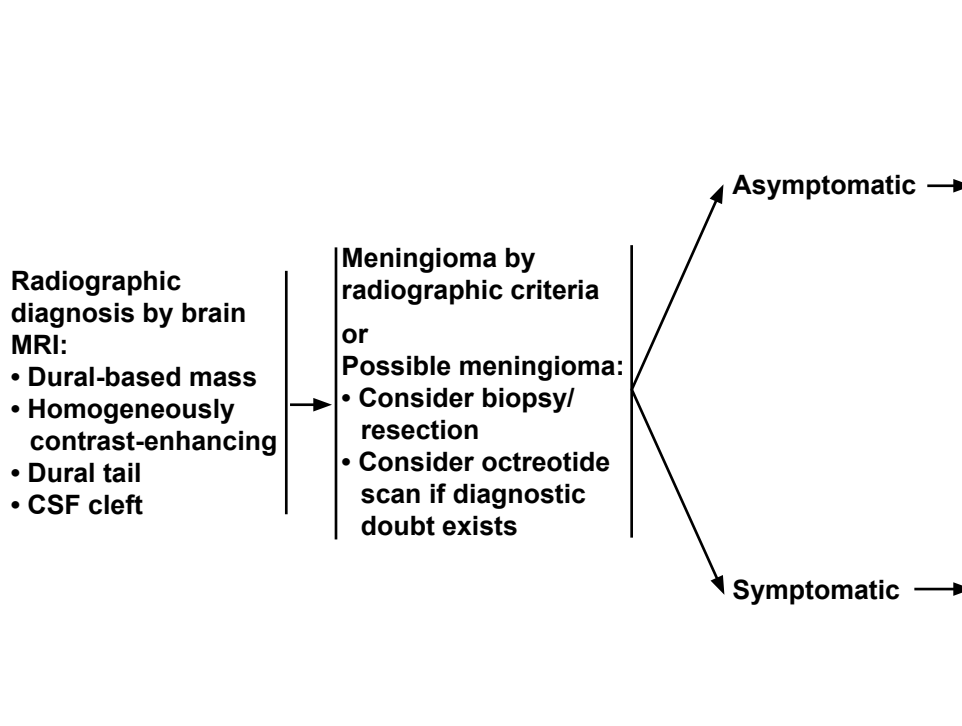 Radiographic
diagnosis by brain
MRI:
• Dural-based mass
• Homogeneously
contrast-enhancing
• Dural tail
• CSF cleft
Meningioma by
radiographic criteria
or
Possible meningioma:
• Consider biopsy/
resection
• Consider octreotide
scan if diagnostic
doubt exists
Asymptomatic
Symptomatic